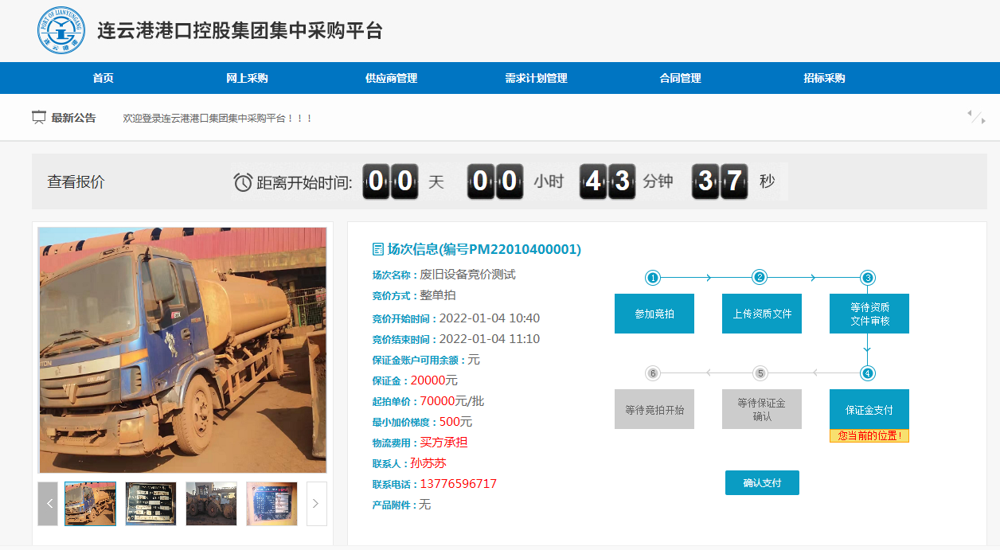 PORT OF LIANYUNGANG
连云港港
连云港港口控股集团集中采购平台
首页 网上采购 供应商管理 需求计划管理 合同管理 招标采购
最新公告 欢迎登录连云港港口集团集中采购平台！！！
查看报价 距离开始时间: 00 天 00 小时 43 分钟 37 秒
场次信息(编号PM22010400001)
场次名称：废旧设备竞价测试
竞价方式：整单拍
竞价开始时间：2022-01-04 10:40
竞价结束时间：2022-01-04 11:10
保证金账户可用余额：元
保证金：20000元
起拍单价：70000元/批
最小加价梯度：500元
物流费用：买方承担
联系人：孙苏苏
联系电话：13776596717
产品附件：无
1 2 3
参加竞拍 上传资质文件 等待资质
文件审核
6 5 4
等待竞拍开始 等待保证金
确认 保证金支付
您当前的位置！
确认支付